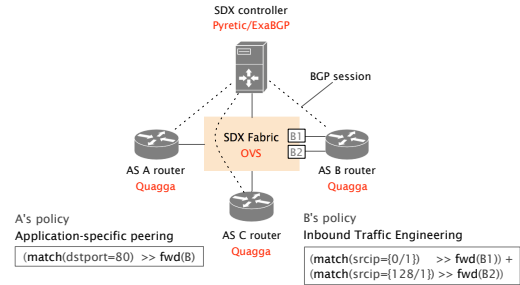 SDX controller
Pyretic/ExaBGP
BGP session
SDX Fabric
OVS
B1
B2
AS A router
Quagga
AS B router
Quagga
AS C router
Quagga
A's policy
Application-specific peering
(match(dstport=80) >> fwd(B)
B's policy
Inbound Traffic Engineering
(match(srcip={0/1}) >> fwd(B1)) +
(match(srcip={128/1}) >> fwd(B2))